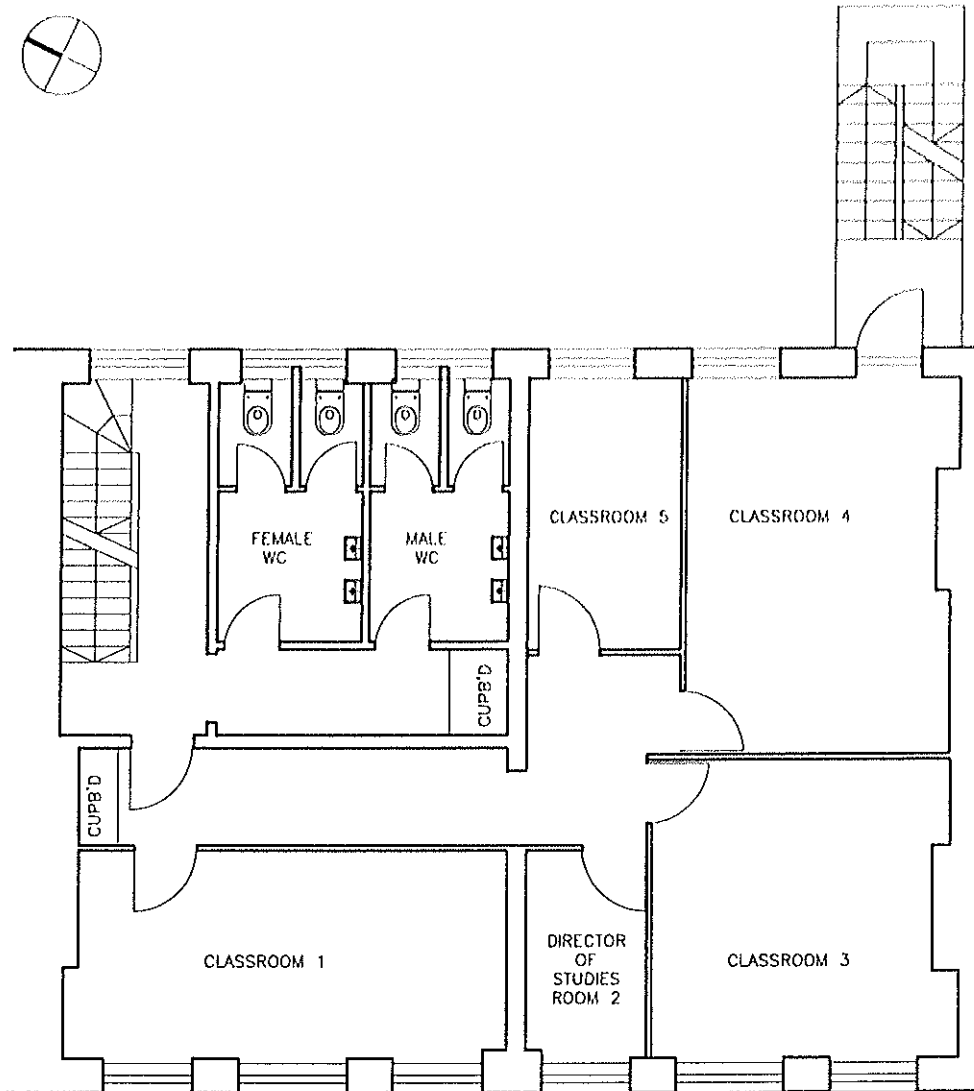 FEMALE
WC
MALE
WC
CLASSROOM 5
CLASSROOM 4
CUPB'D
CUPB'D
CLASSROOM 1
DIRECTOR
OF
STUDIES
ROOM 2
CLASSROOM 3